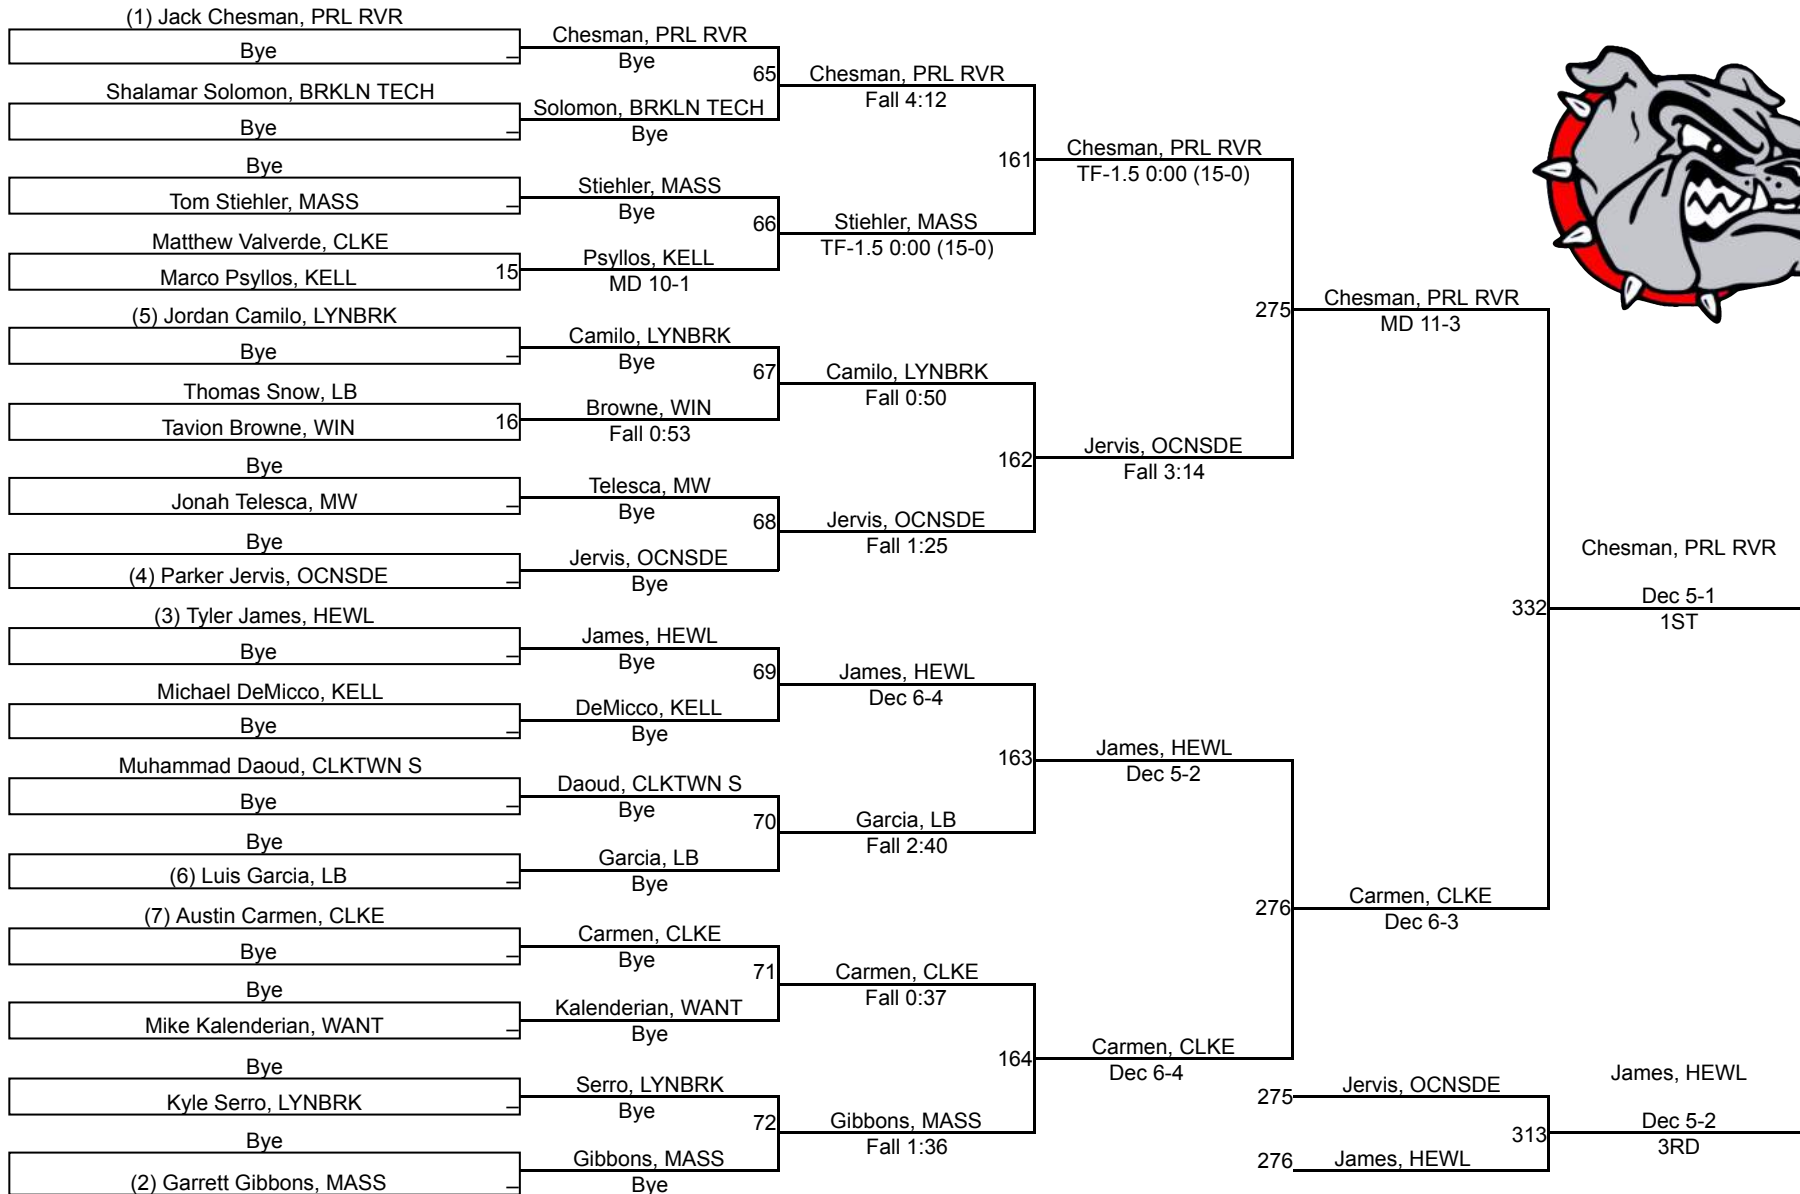 (1) Jack Chesman, PRL RVR
Bye
Shalamar Solomon, BRKLN TECH
Bye
Bye
Tom Stiehler, MASS
Matthew Valverde, CLKE
Marco Psyllos, KELL
15
(5) Jordan Camilo, LYNBRK
Bye
Thomas Snow, LB
Tavion Browne, WIN
16
Bye
Jonah Telesca, MW
Bye
(4) Parker Jervis, OCNSDE
(3) Tyler James, HEWL
Bye
Michael DeMicco, KELL
Bye
Muhammad Daoud, CLKTWN S
Bye
Bye
(6) Luis Garcia, LB
(7) Austin Carmen, CLKE
Bye
Bye
Mike Kalenderian, WANT
Bye
Kyle Serro, LYNBRK
Bye
(2) Garrett Gibbons, MASS
Chesman, PRL RVR
Bye
65
Solomon, BRKLN TECH
Bye
Stiehler, MASS
Bye
66
Psyllos, KELL
MD 10-1
Camilo, LYNBRK
Bye
67
Browne, WIN
Fall 0:53
Telesca, MW
Bye
68
Jervis, OCNSDE
Bye
James, HEWL
Bye
69
DeMicco, KELL
Bye
Daoud, CLKTWN S
Bye
70
Garcia, LB
Bye
Carmen, CLKE
Bye
71
Kalenderian, WANT
Bye
Serro, LYNBRK
Bye
72
Gibbons, MASS
Bye
Chesman, PRL RVR
Fall 4:12
161
Stiehler, MASS
TF-1.5 0:00 (15-0)
Camilo, LYNBRK
Fall 0:50
162
Jervis, OCNSDE
Fall 1:25
James, HEWL
Dec 6-4
163
Garcia, LB
Fall 2:40
Carmen, CLKE
Fall 0:37
164
Gibbons, MASS
Fall 1:36
Chesman, PRL RVR
TF-1.5 0:00 (15-0)
275
Jervis, OCNSDE
Fall 3:14
James, HEWL
Dec 5-2
276
Carmen, CLKE
Dec 6-4
Chesman, PRL RVR
MD 11-3
332
Carmen, CLKE
Dec 6-3
Chesman, PRL RVR
Dec 5-1
1ST
275
Jervis, OCNSDE
313
276
James, HEWL
James, HEWL
Dec 5-2
3RD